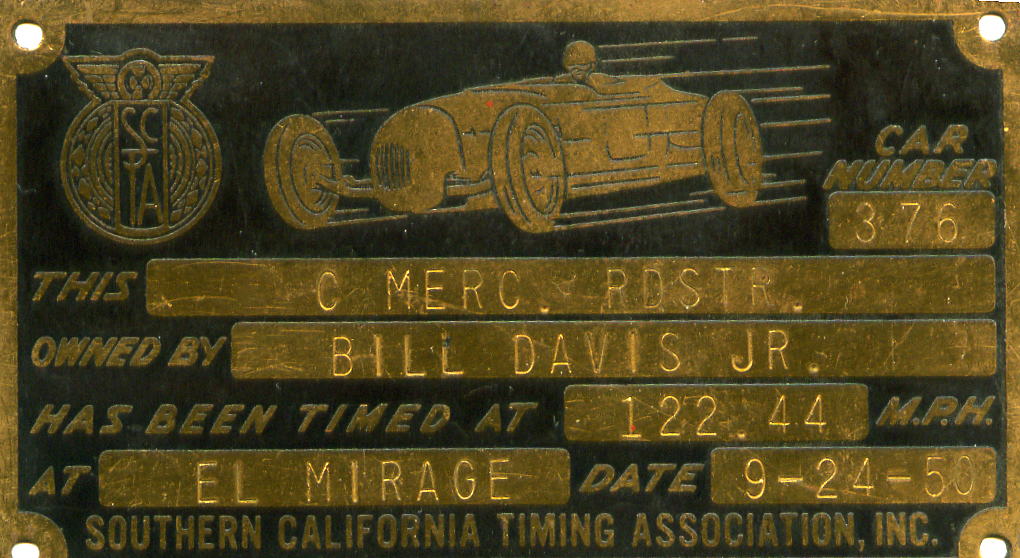 SCTA
CAR
NUMBER
376
THIS C MERC. RDSTR.
OWNED BY BILL DAVIS JR.
HAS BEEN TIMED AT 122.44 M.P.H.
AT EL MIRAGE DATE 9-24-50
SOUTHERN CALIFORNIA TIMING ASSOCIATION, INC.